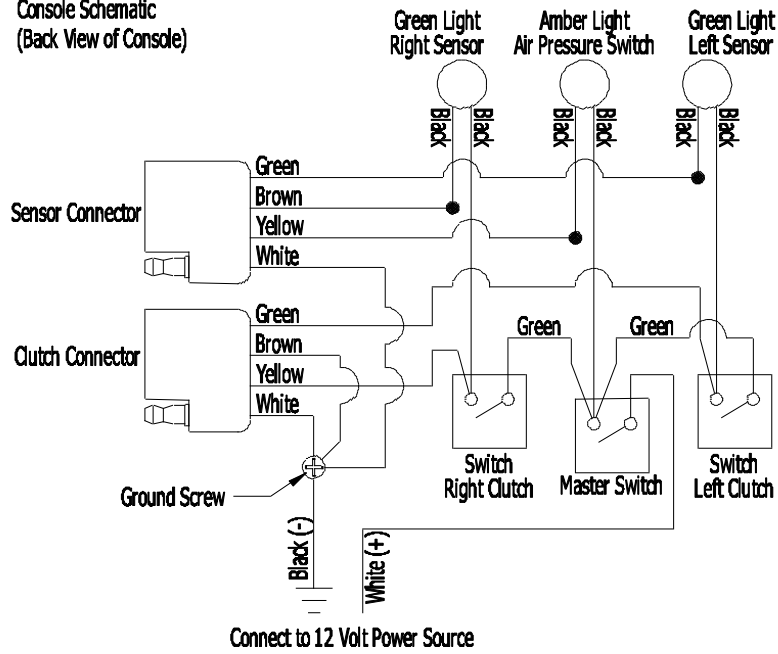 Console Schematic
(Back View of Console)
Green Light
Right Sensor
Amber Light
Air Pressure Switch
Green Light
Left Sensor
Black
Black
Black
Black
Black
Black
Sensor Connector
Green
Brown
Yellow
White
Clutch Connector
Green
Brown
Yellow
White
Green
Green
Switch
Right Clutch
Master Switch
Switch
Left Clutch
Ground Screw
Black (-)
White (+)
Connect to 12 Volt Power Source